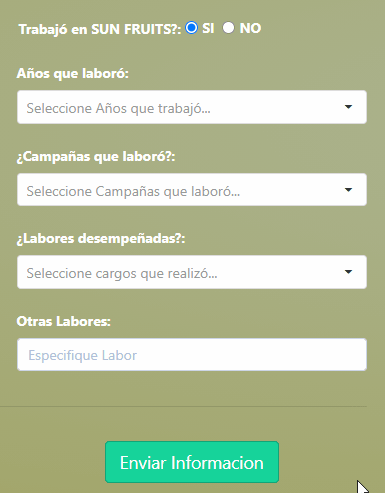 Trabajó en SUN FRUITS?: SI NO
Años que laboró:
Seleccione Años que trabajó...
¿Campañas que laboró?:
Seleccione Campañas que laboró...
¿Labores desempeñadas?:
Seleccione cargos que realizó...
Otras Labores:
Especifique Labor
Enviar Informacion